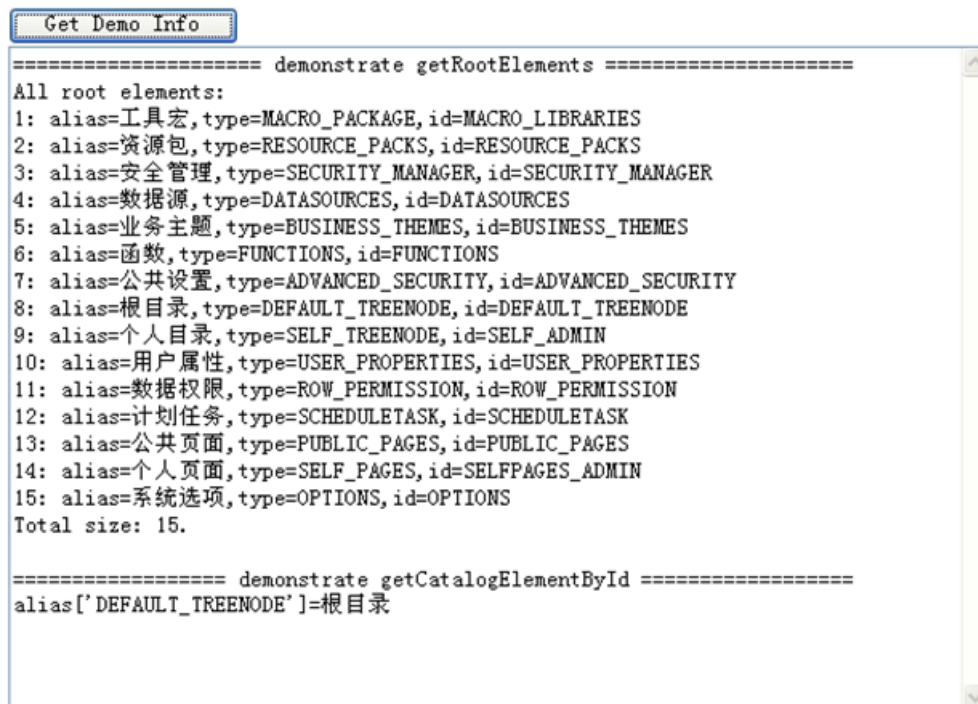 Get Demo Info
===================== demonstrate getRootElements =====================
All root elements:
1: alias=工具宏,type=MACRO_PACKAGE,id=MACRO_LIBRARIES
2: alias=资源包,type=RESOURCE_PACKS,id=RESOURCE_PACKS
3: alias=安全管理,type=SECURITY_MANAGER,id=SECURITY_MANAGER
4: alias=数据源,type=DATASOURCES,id=DATASOURCES
5: alias=业务主题,type=BUSINESS_THEMES,id=BUSINESS_THEMES
6: alias=函数,type=FUNCTIONS,id=FUNCTIONS
7: alias=公共设置,type=ADVANCED_SECURITY,id=ADVANCED_SECURITY
8: alias=根目录,type=DEFAULT_TREENODE,id=DEFAULT_TREENODE
9: alias=个人目录,type=SELF_TREENODE,id=SELF_ADMIN
10: alias=用户属性,type=USER_PROPERTIES,id=USER_PROPERTIES
11: alias=数据权限,type=ROW_PERMISSION,id=ROW_PERMISSION
12: alias=计划任务,type=SCHEDULETASK,id=SCHEDULETASK
13: alias=公共页面,type=PUBLIC_PAGES,id=PUBLIC_PAGES
14: alias=个人页面,type=SELF_PAGES,id=SELFPAGES_ADMIN
15: alias=系统选项,type=OPTIONS,id=OPTIONS
Total size: 15.
================== demonstrate getCatalogElementById ==================
alias['DEFAULT_TREENODE']=根目录